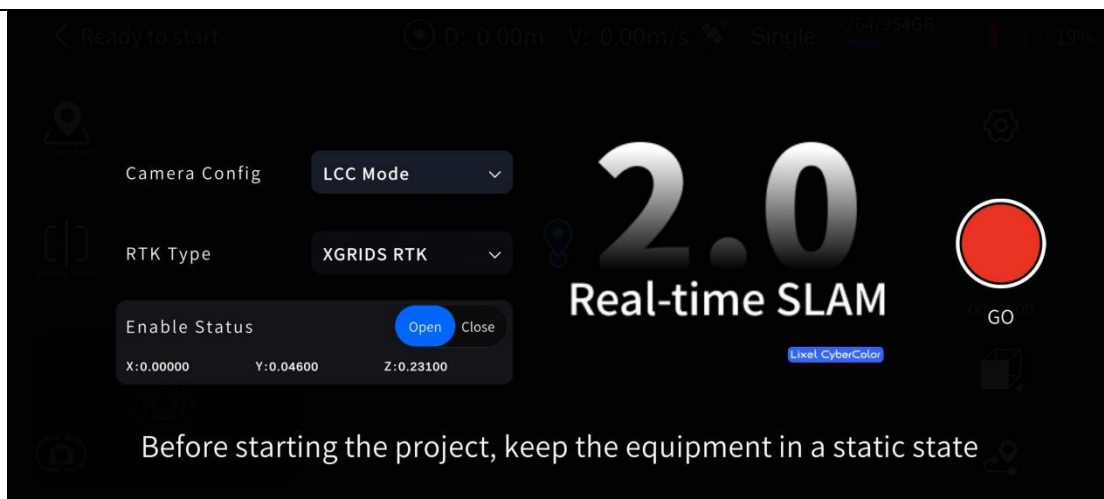 Ready to start D: 0.00m V: 0.00m/s Single 264/954GB 19%
Camera Config LCC Mode
2.0
RTK Type XGRIDS RTK
Real-time SLAM
GO
Enable Status Open Close
Lixel CyberColor
X:0.00000 Y:0.04600 Z:0.23100
Before starting the project, keep the equipment in a static state